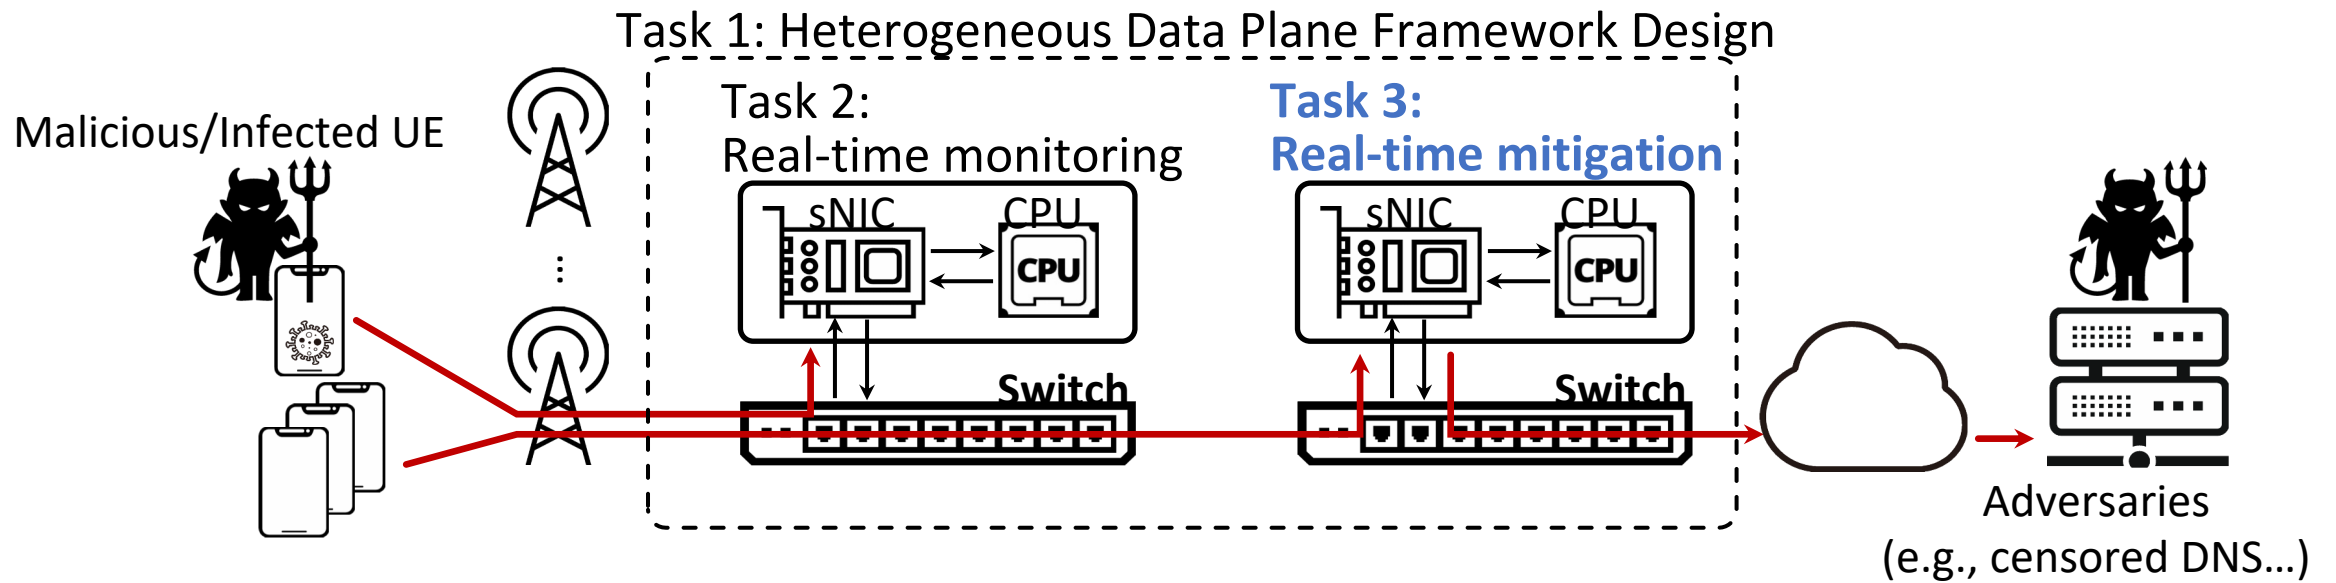 Task 1: Heterogeneous Data Plane Framework Design
Task 2:
Real-time monitoring
Task 3:
Real-time mitigation
Malicious/Infected UE
sNIC
CPU
CPU
sNIC
CPU
CPU
...
Switch
Switch
Adversaries
(e.g., censored DNS...)